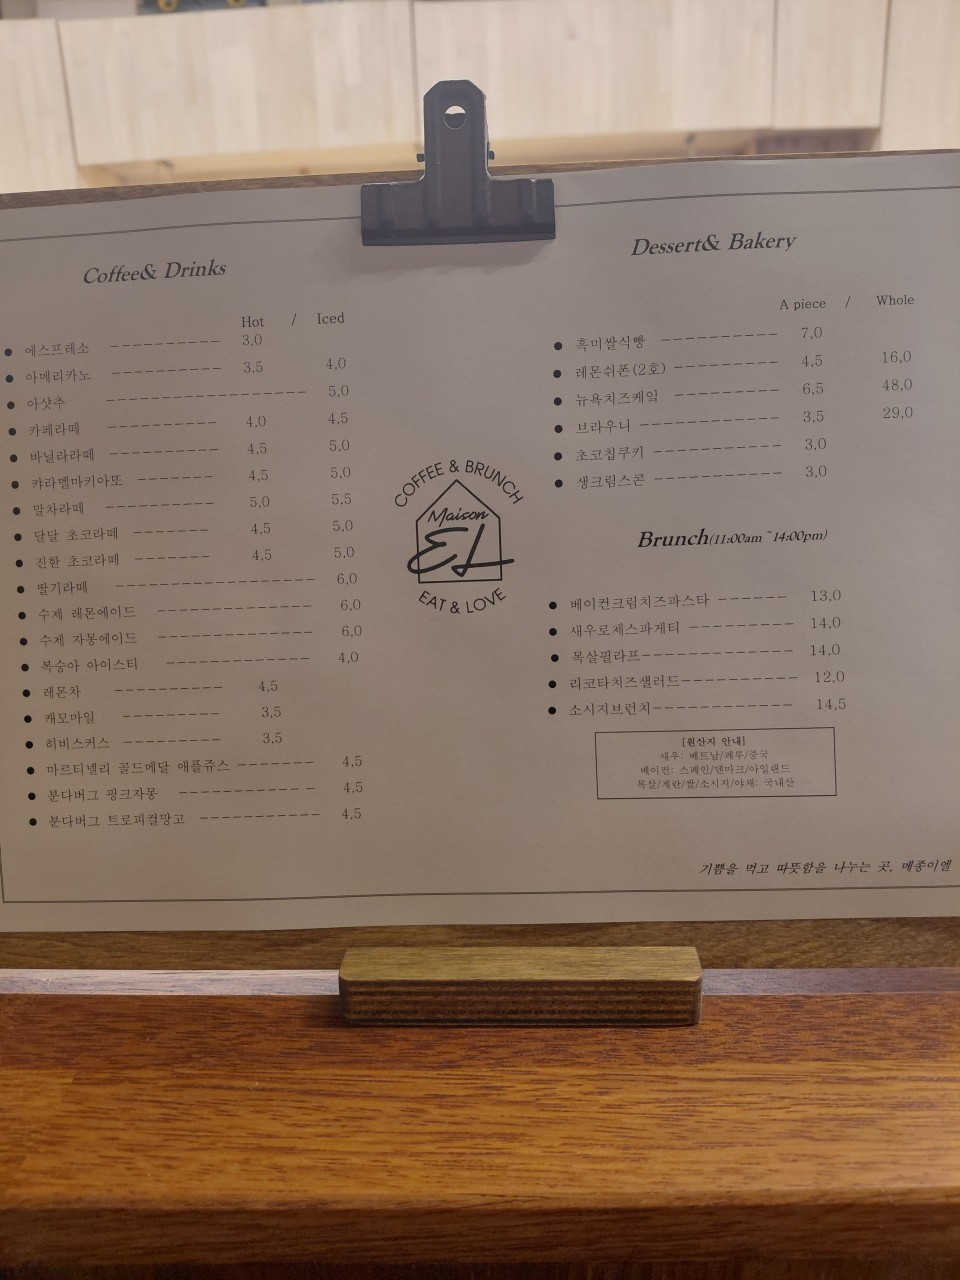 Coffee& Drinks
Hot / Iced
● 에스프레소 ---------- 3,0
● 아메리카노 ---------- 3,5 4,0
● 아샷추 ------------------ 5,0
● 카페라떼 ---------- 4,0 4,5
● 바닐라라떼 ---------- 4,5 5,0
● 캬라멜마키아또 ------- 4,5 5,0
● 말차라떼 ---------- 5,0 5,5
● 달달 초코라떼 ------- 4,5 5,0
● 진한 초코라떼 ------- 4,5 5,0
● 딸기라떼 ------------------ 6,0
● 수제 레몬에이드 -------------- 6,0
● 수제 자몽에이드 -------------- 6,0
● 복숭아 아이스티 ------------- 4,0
● 레몬차 ---------- 4,5
● 캐모마일 --------- 3,5
● 히비스커스 --------- 3,5
● 마르티넬리 골드메달 애플쥬스 ------- 4,5
● 분다버그 핑크자몽 ----------- - 4,5
● 분다버그 트로피컬망고 ----------- 4,5
COFFEE & BRUNCH
Maison
EL
EAT & LOVE
Dessert& Bakery
A piece / Whole
● 흑미쌀식빵 ---------- 7,0
● 레몬쉬폰(2호) --------- 4,5 16,0
● 뉴욕치즈케잌 --------- 6,5 48,0
● 브라우니 ------------ 3,5 29,0
● 초코칩쿠키 ----------- 3,0
● 생크림스콘 ----------- 3,0
Brunch(11:00am ~14:00pm)
● 베이컨크림치즈파스타 ------ 13,0
● 새우로제스파게티 --------- 14,0
● 목살필라프------------- 14,0
● 리코타치즈샐러드---------- 12,0
● 소시지브런치------------ 14,5
[원산지 안내]
새우: 베트남/페루/중국
베이컨: 스페인/덴마크/아일랜드
목살/계란/쌀/소시지/야채: 국내산
기쁨을 먹고 따뜻함을 나누는 곳, 메종이엘